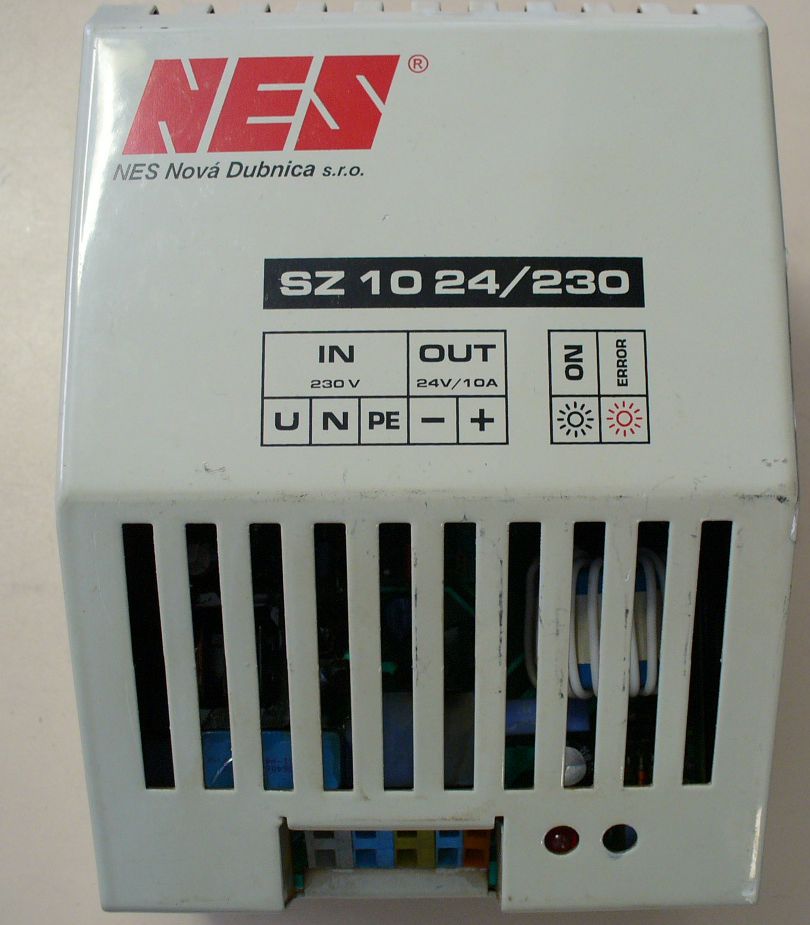 NES ®
NES Nová Dubnica s.r.o.
SZ 10 24/230
IN OUT ON ERROR
230 V 24V/10A
U N PE − +